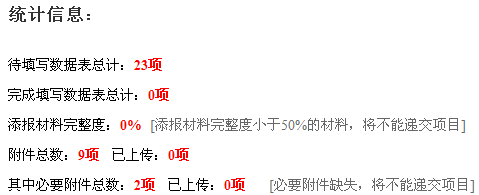 统计信息：
待填写数据表总计：23项
完成填写数据表总计：0项
添报材料完整度：0% [添报材料完整度小于50%的材料，将不能递交项目]
附件总数：9项 已上传：0项
其中必要附件总数：2项 已上传：0项 [必要附件缺失，将不能递交项目]